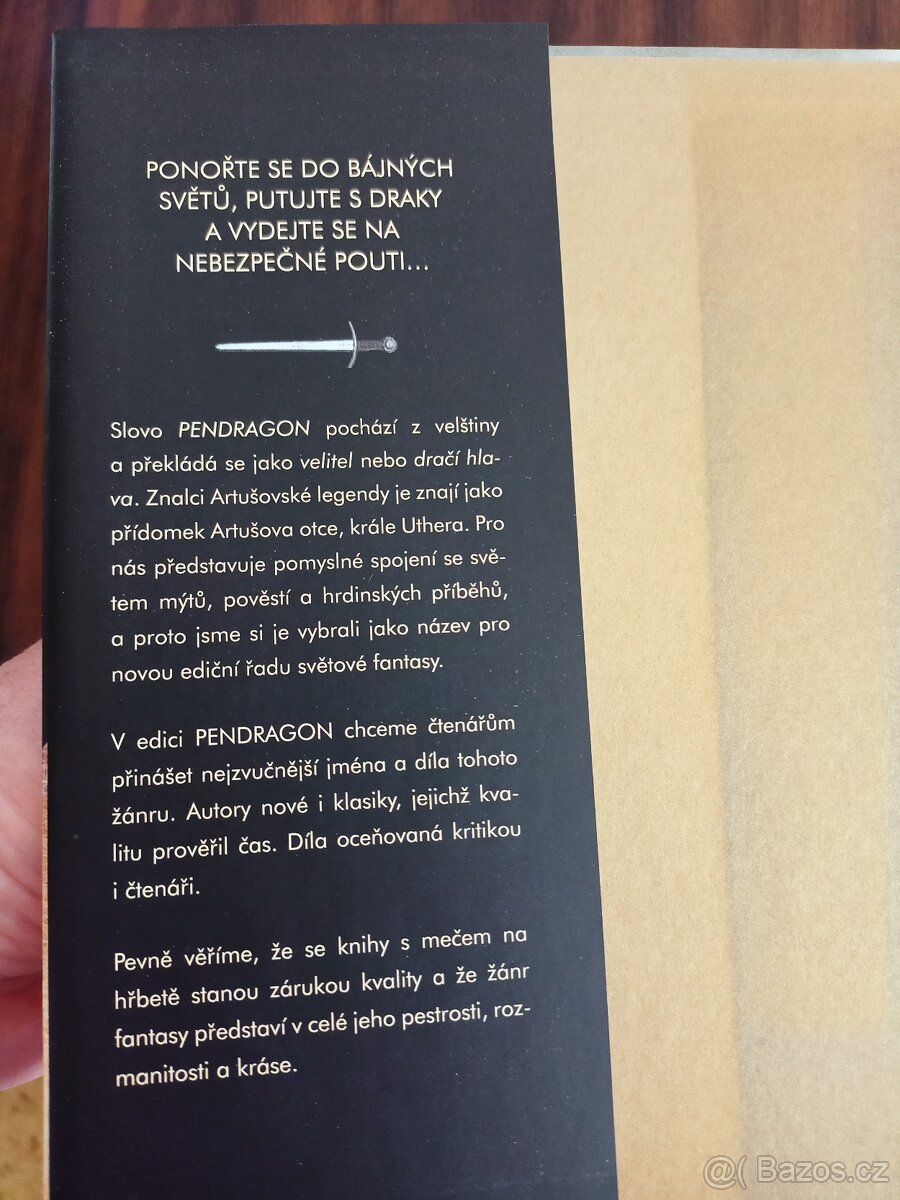 PONOŘTE SE DO BÁJNÝCH
SVĚTŮ, PUTUJTE S DRAKY
A VYDEJTE SE NA
NEBEZPEČNÉ POUTI...
Slovo PENDRAGON pochází z velštiny
a překládá se jako velitel nebo dračí hla-
va. Znalci Artušovské legendy je znají jako
přídomek Artušova otce, krále Uthera. Pro
nás představuje pomyslné spojení se svě-
tem mýtů, pověstí a hrdinských příběhů,
a proto jsme si je vybrali jako název pro
novou ediční řadu světové fantasy.
V edici PENDRAGON chceme čtenářům
přinášet nejzvučnější jména a díla tohoto
žánru. Autory nové i klasiky, jejichž kva-
litu prověřil čas. Díla oceňovaná kritikou
i čtenáři.
Pevně věříme, že se knihy s mečem na
hřbetě stanou zárukou kvality a že žánr
fantasy představí v celé jeho pestrosti, roz-
manitosti a kráse.
@( Bazos.cz